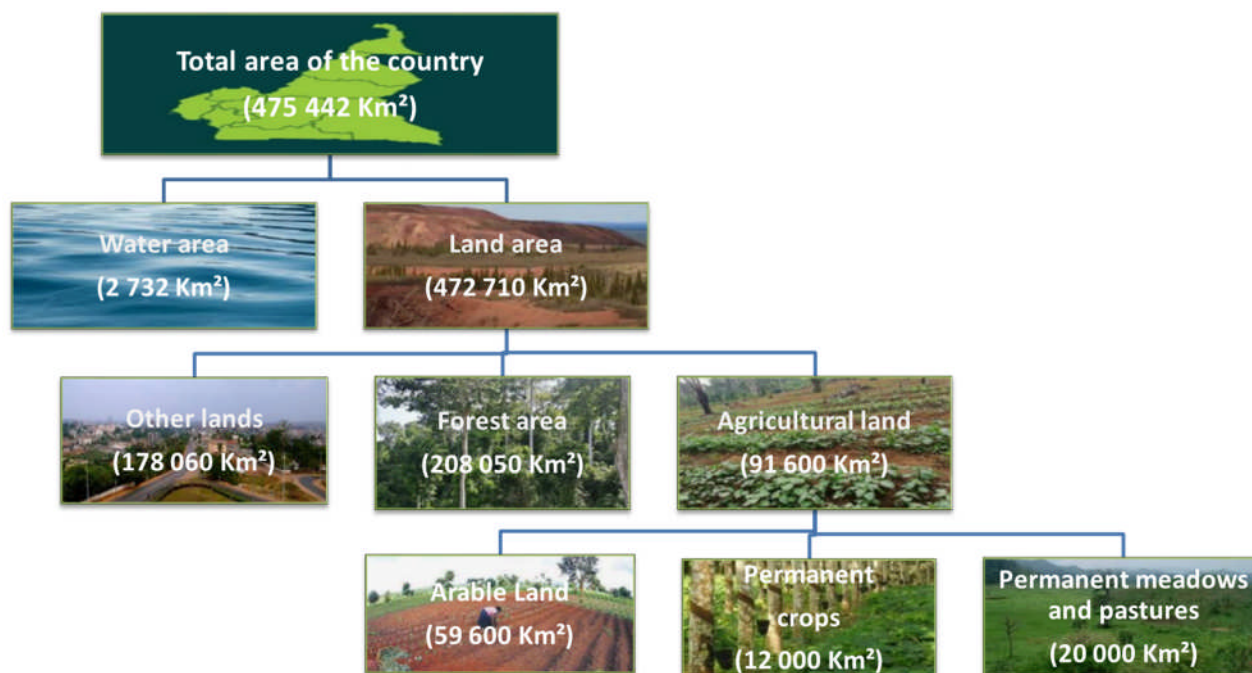 Total area of the country
(475 442 Km²)
Water area
(2 732 Km²)
Land area
(472 710 Km²)
Other lands
(178 060 Km²)
Forest area
(208 050 Km²)
Agricultural land
(91 600 Km²)
Arable Land
(59 600 Km²)
Permanent
crops
(12 000 Km²)
Permanent meadows
and pastures
(20 000 Km²)